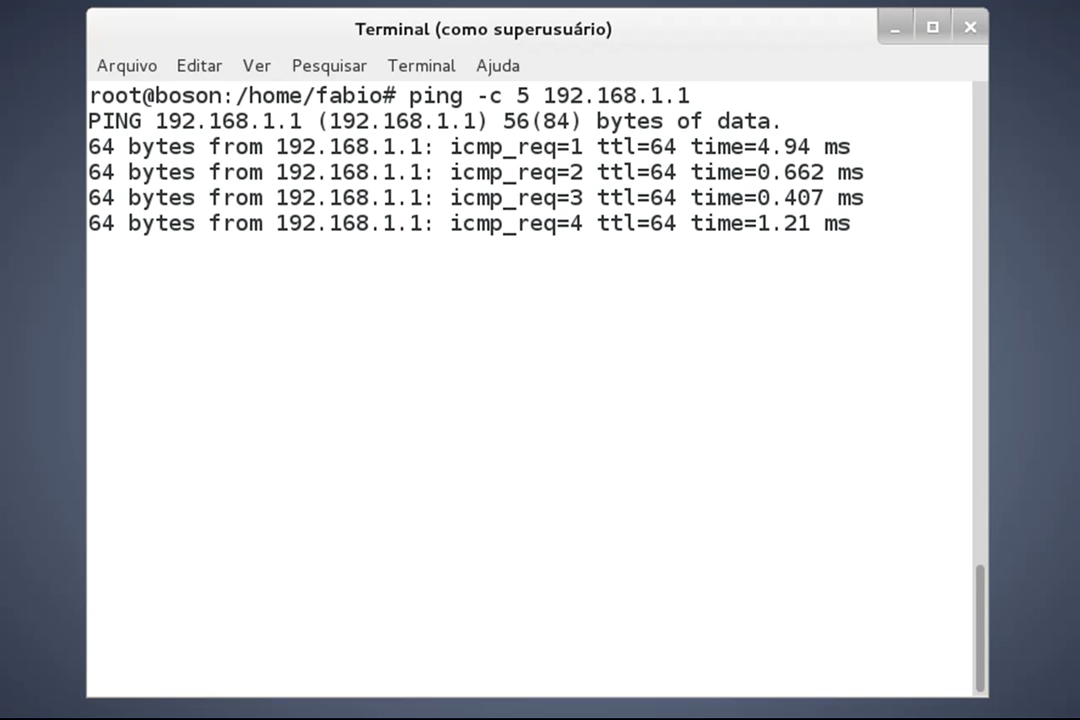 Terminal (como superusuário)
Arquivo Editar Ver Pesquisar Terminal Ajuda
root@boson:/home/fabio# ping -c 5 192.168.1.1
PING 192.168.1.1 (192.168.1.1) 56(84) bytes of data.
64 bytes from 192.168.1.1: icmp_req=1 ttl=64 time=4.94 ms
64 bytes from 192.168.1.1: icmp_req=2 ttl=64 time=0.662 ms
64 bytes from 192.168.1.1: icmp_req=3 ttl=64 time=0.407 ms
64 bytes from 192.168.1.1: icmp_req=4 ttl=64 time=1.21 ms